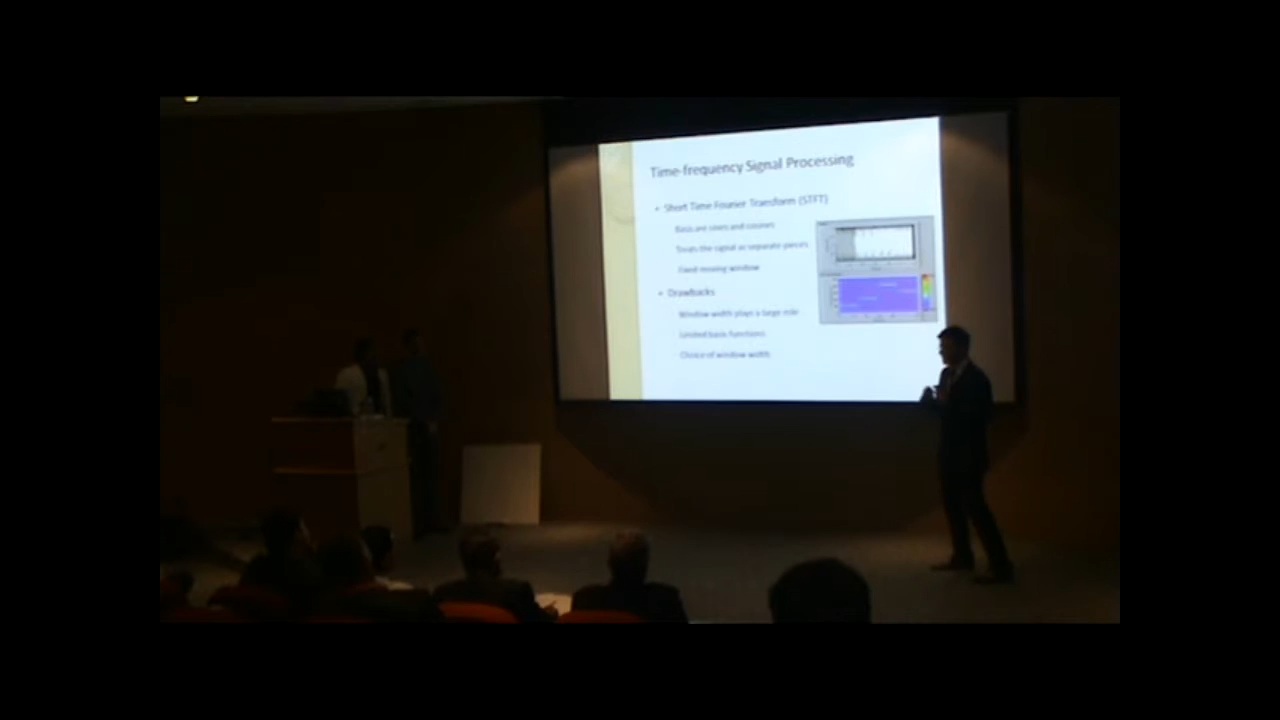 Time-frequency Signal Processing
• Short Time Fourier Transform (STFT)
Basis are sines and cosines
Treats the signal as separate pieces
Fixed moving window
• Drawbacks
Window width plays a large role
Limited basis functions
Choice of window width